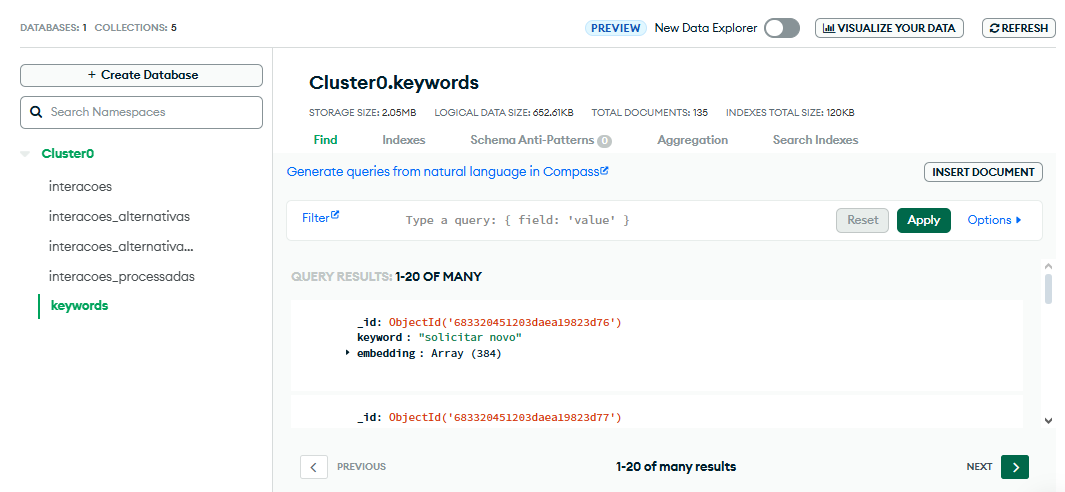 DATABASES: 1 COLLECTIONS: 5
PREVIEW New Data Explorer VISUALIZE YOUR DATA REFRESH
+ Create Database
Search Namespaces
Cluster0
interacoes
interacoes_alternativas
interacoes_alternativa...
interacoes_processadas
keywords
Cluster0.keywords
STORAGE SIZE: 2.05MB LOGICAL DATA SIZE: 652.61KB TOTAL DOCUMENTS: 135 INDEXES TOTAL SIZE: 120KB
Find Indexes Schema Anti-Patterns 0 Aggregation Search Indexes
Generate queries from natural language in Compass INSERT DOCUMENT
Filter Type a query: { field: 'value' } Reset Apply Options
QUERY RESULTS: 1-20 OF MANY
_id: ObjectId('683320451203daea19823d76')
keyword : "solicitar novo"
embedding : Array (384)
_id: ObjectId('683320451203daea19823d77')
PREVIOUS 1-20 of many results NEXT